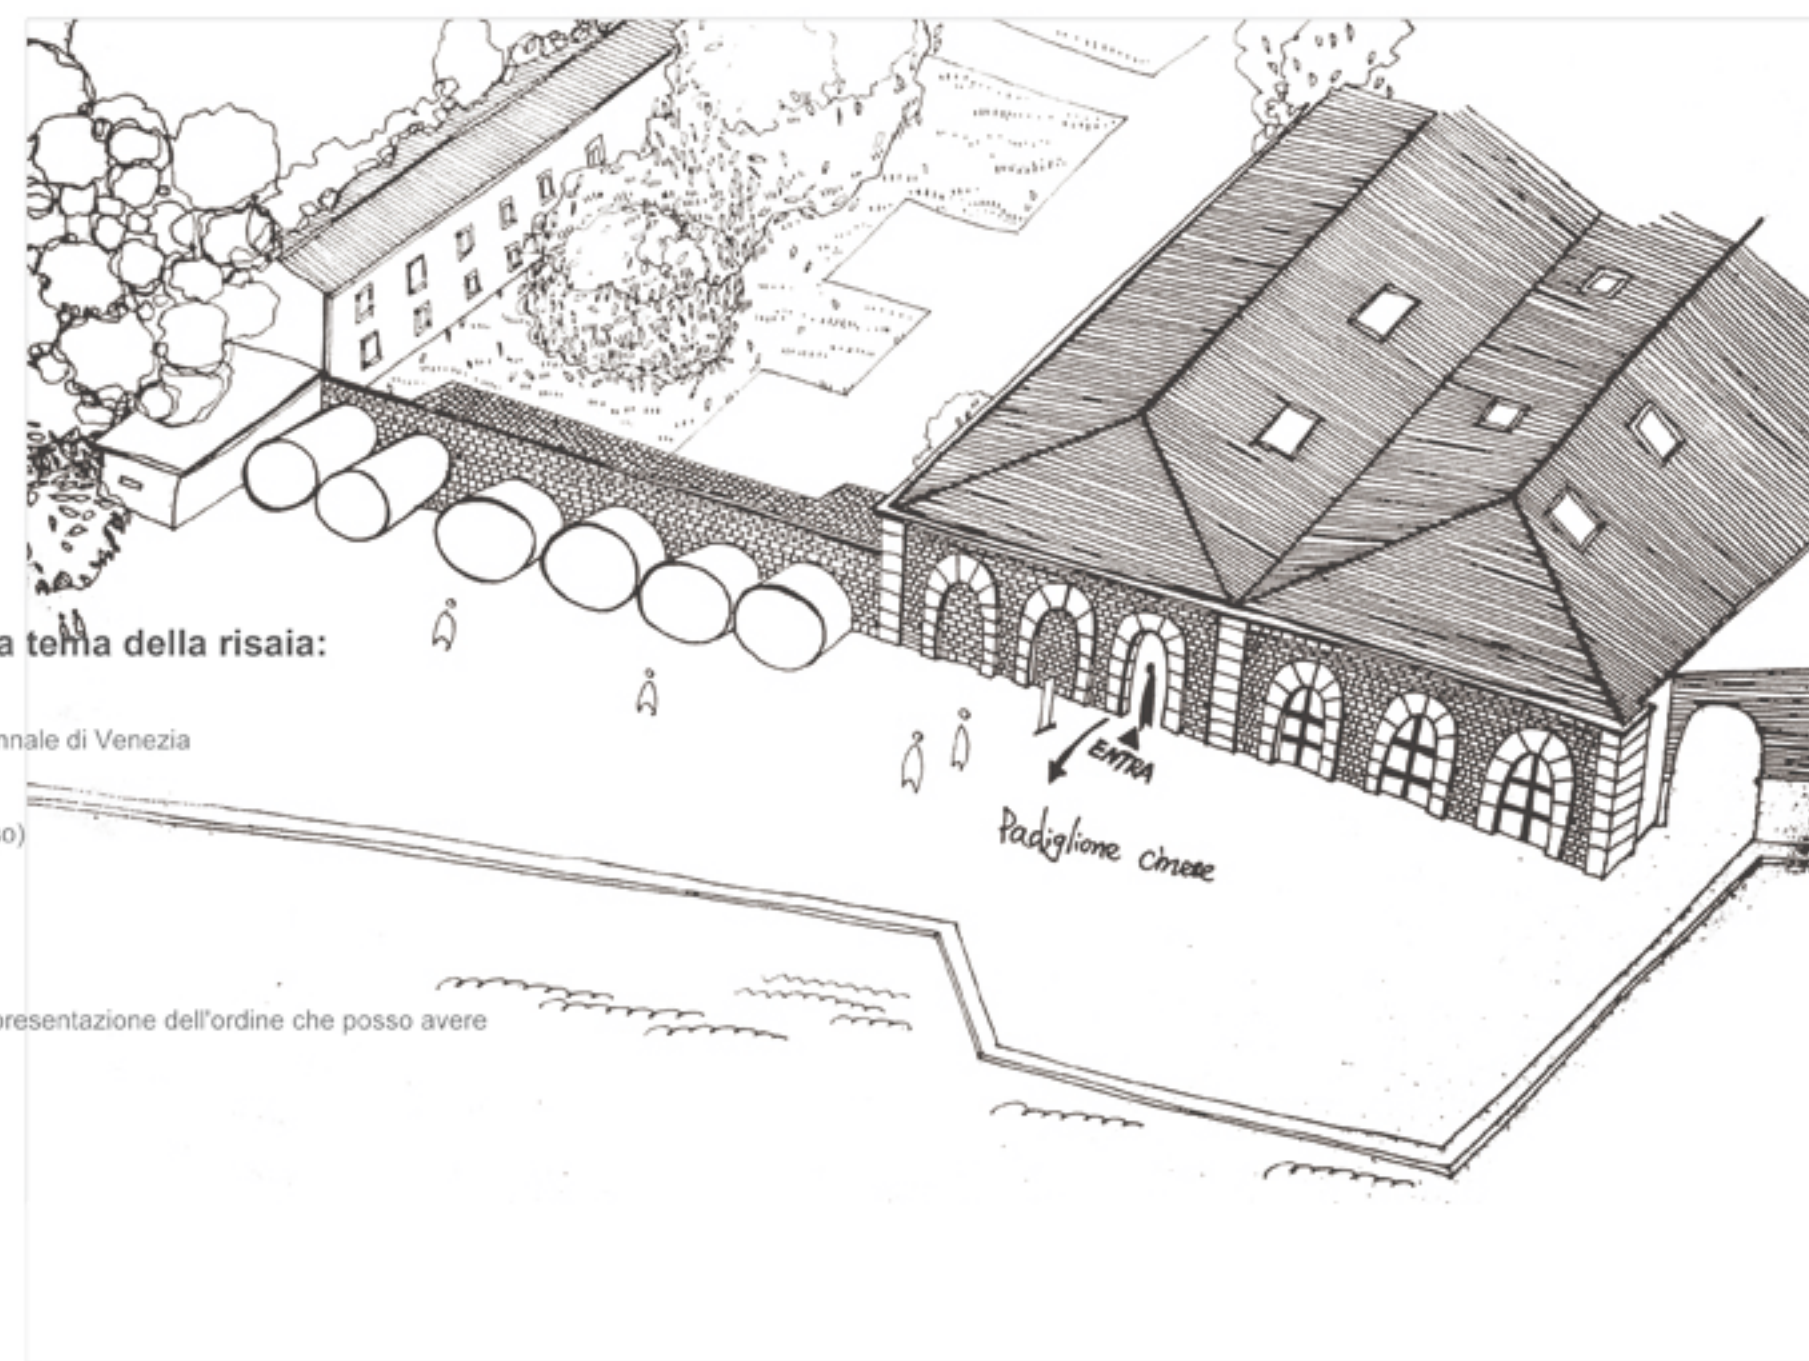 a tema della risaia:
nnale di Venezia
ENTRA
so)
Padiglione cinese
presentazione dell'ordine che posso avere